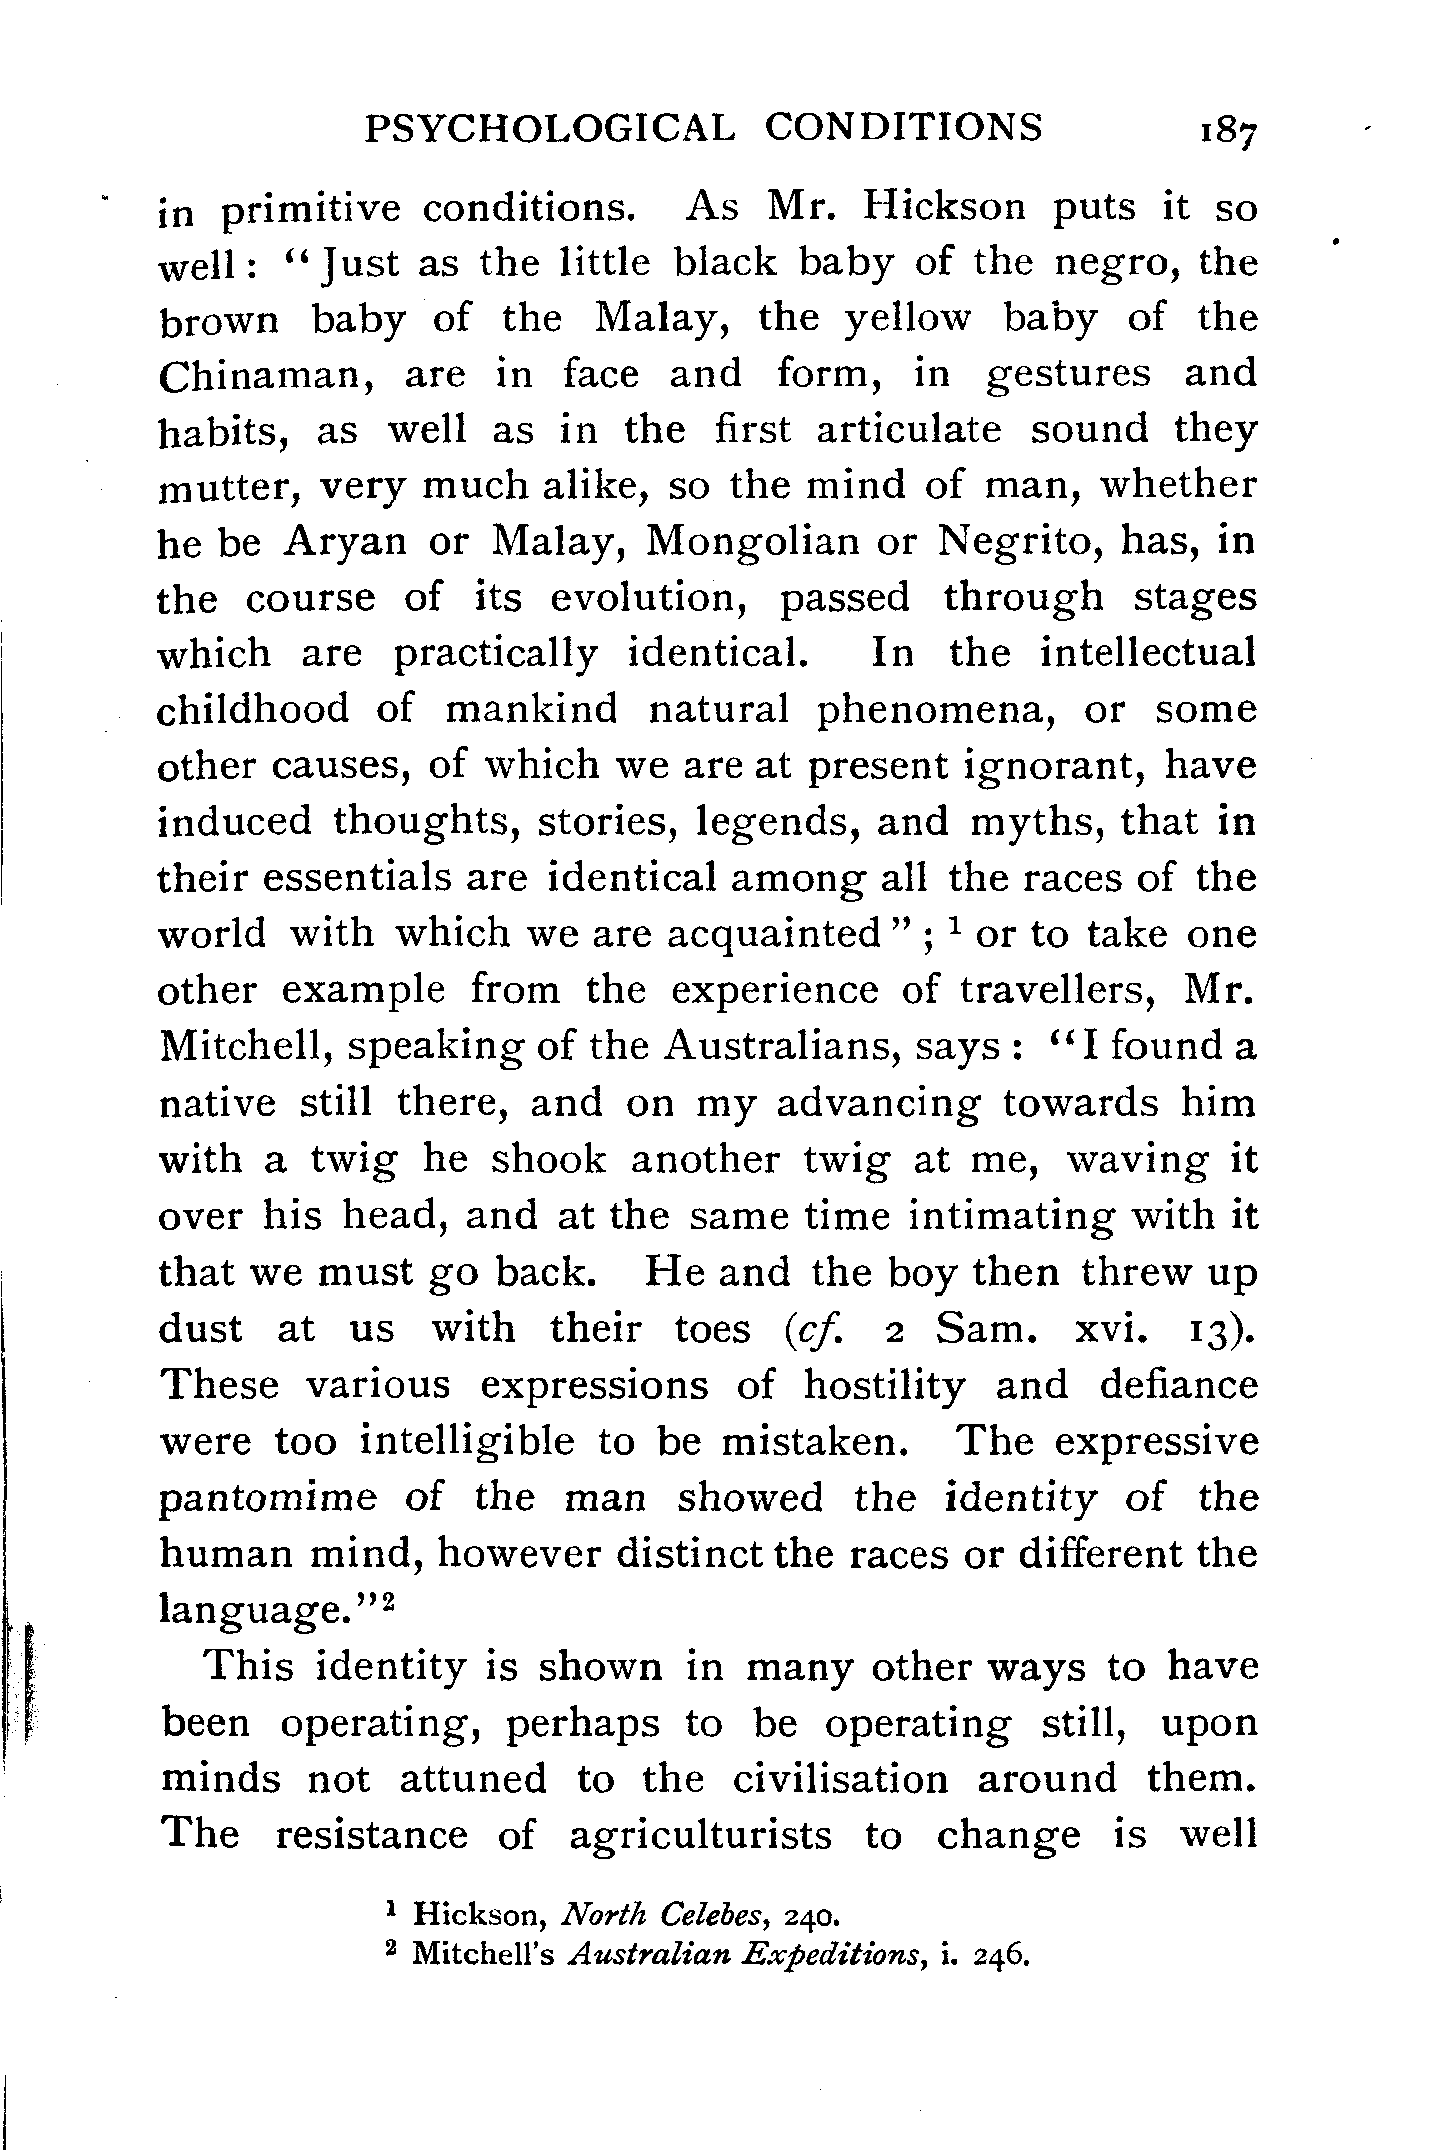 PSYCHOLOGICAL CONDITIONS 187
in primitive conditions. As Mr. Hickson puts it so
well: "Just as the little black baby of the negro, the
brown baby of the Malay, the yellow baby of the
Chinaman, are in face and form, in gestures and
habits, as well as in the first articulate sound they
mutter, very much alike, so the mind of man, whether
he be Aryan or Malay, Mongolian or Negrito, has, in
the course of its evolution, passed through stages
which are practically identical. In the intellectual
childhood of mankind natural phenomena, or some
other causes, of which we are at present ignorant, have
induced thoughts, stories, legends, and myths, that in
their essentials are identical among all the races of the
world with which we are acquainted"; ¹ or to take one
other example from the experience of travellers, Mr.
Mitchell, speaking of the Australians, says: "I found a
native still there, and on my advancing towards him
with a twig he shook another twig at me, waving it
over his head, and at the same time intimating with it
that we must go back. He and the boy then threw up
dust at us with their toes (cf. 2 Sam. xvi. 13).
These various expressions of hostility and defiance
were too intelligible to be mistaken. The expressive
pantomime of the man showed the identity of the
human mind, however distinct the races or different the
language."²
This identity is shown in many other ways to have
been operating, perhaps to be operating still, upon
minds not attuned to the civilisation around them.
The resistance of agriculturists to change is well
¹ Hickson, North Celebes, 240.
² Mitchell's Australian Expeditions, i. 246.